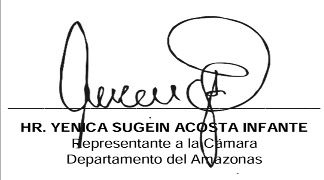 HR. YENICA SUGEIN ACOSTA INFANTE
Representante a la Cámara
Departamento del Amazonas